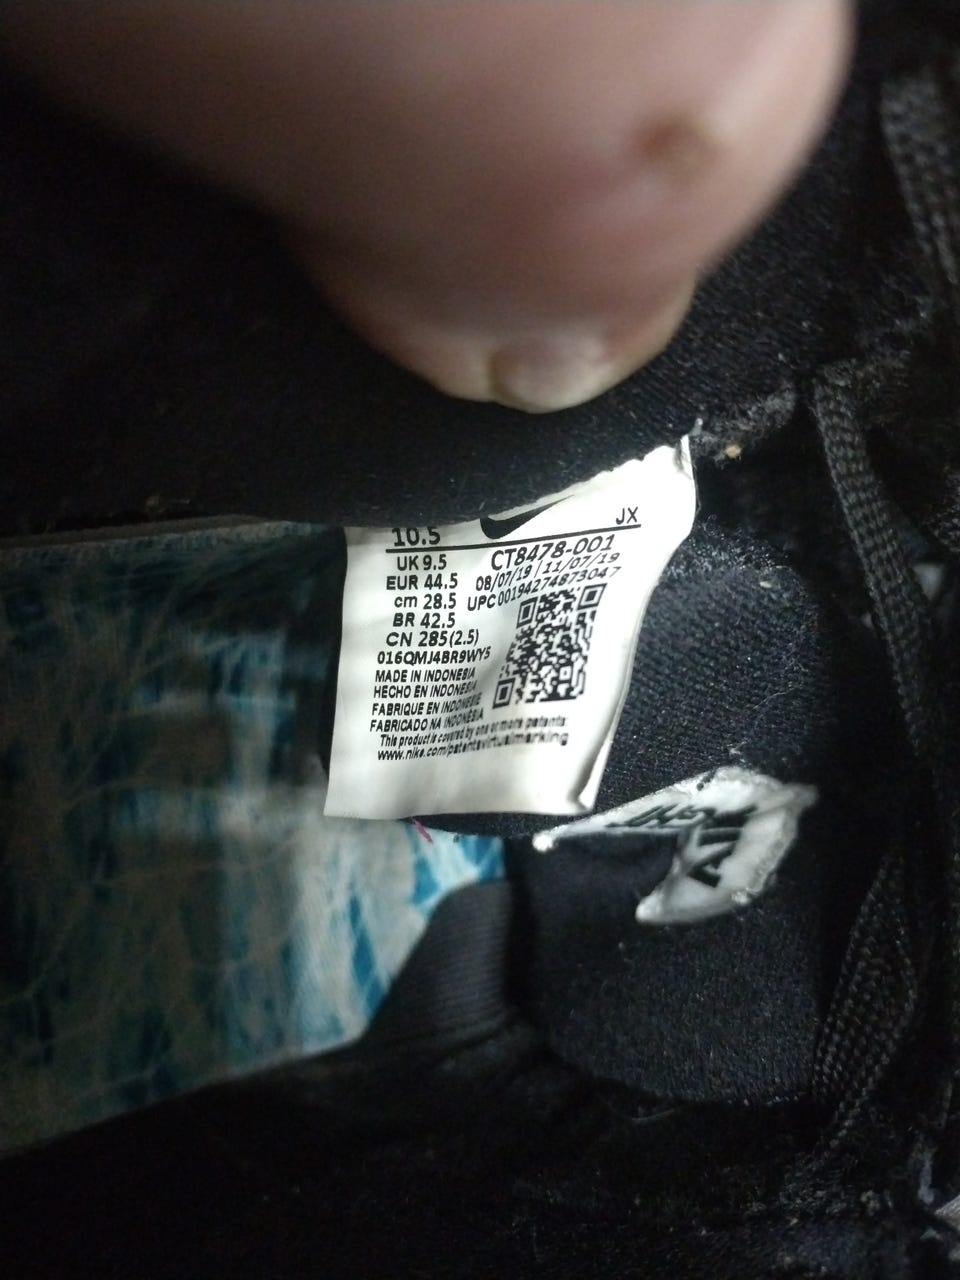 10.5
JX
UK 9.5
EUR 44.5
cm 28.5
BR 42.5
CN 285(2.5)
016QMJ4BR9WY5
CT8478-001
08/07/19 | 11/07/19
UPC 00194274873047
MADE IN INDONESIA
HECHO EN INDONESIA
FABRIQUE EN INDONESIE
FABRICADO NA INDONÉSIA
This product is covered by one or more patents:
www.nike.com/patentsvirtualmarking
AIR